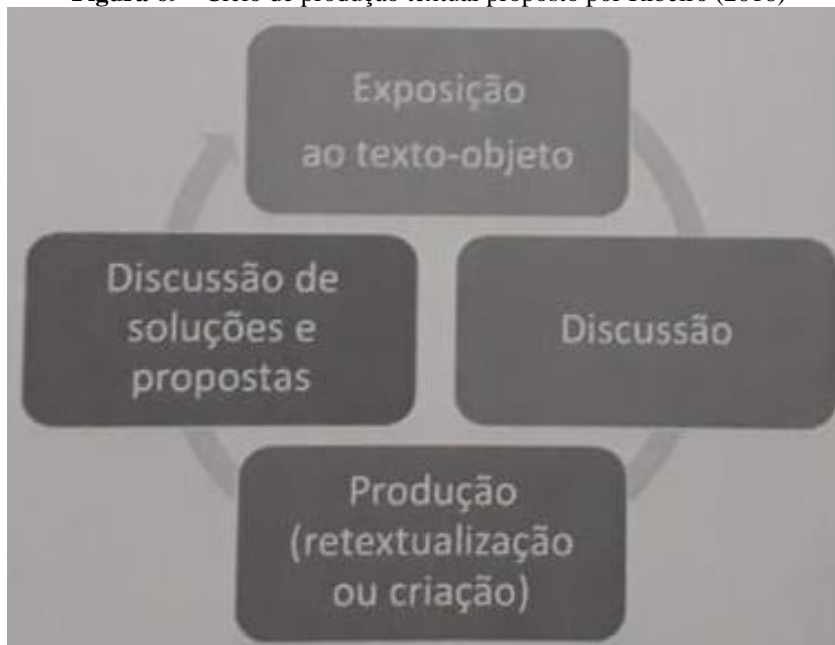 Exposição
ao texto-objeto
Discussão de
soluções e
propostas
Discussão
Produção
(retextualização
ou criação)